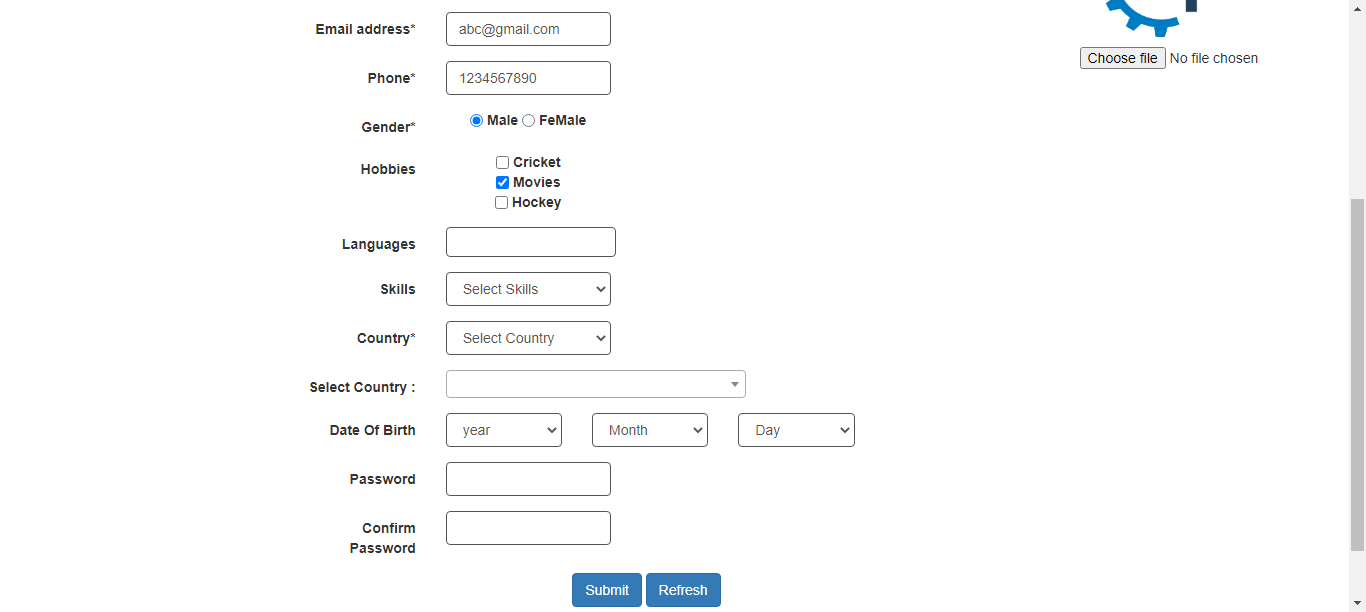 Email address* abc@gmail.com
Choose file No file chosen
Phone* 1234567890
Gender* Male FeMale
Hobbies Cricket
Movies
Hockey
Languages
Skills Select Skills
Country* Select Country
Select Country :
Date Of Birth year Month Day
Password
Confirm
Password
Submit Refresh